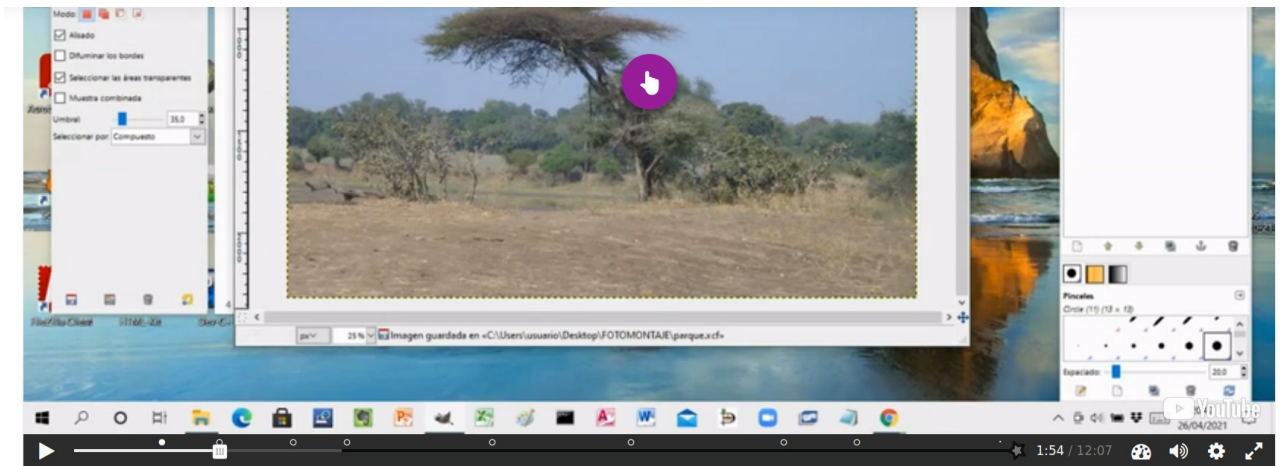 Modo:
Alisado
Difuminar los bordes
Seleccionar las áreas transparentes
Muestra combinada
Umbral: 35.0
Seleccionar por: Compuesto
1500
px 25 % Imagen guardada en «C:\Users\usuario\Desktop\FOTOMONTAJE\parque.xcf»
Pinceles
Circle (11) (13 × 13)
Espaciado: 20.0
YouTube
26/04/2021
1:54 / 12:07